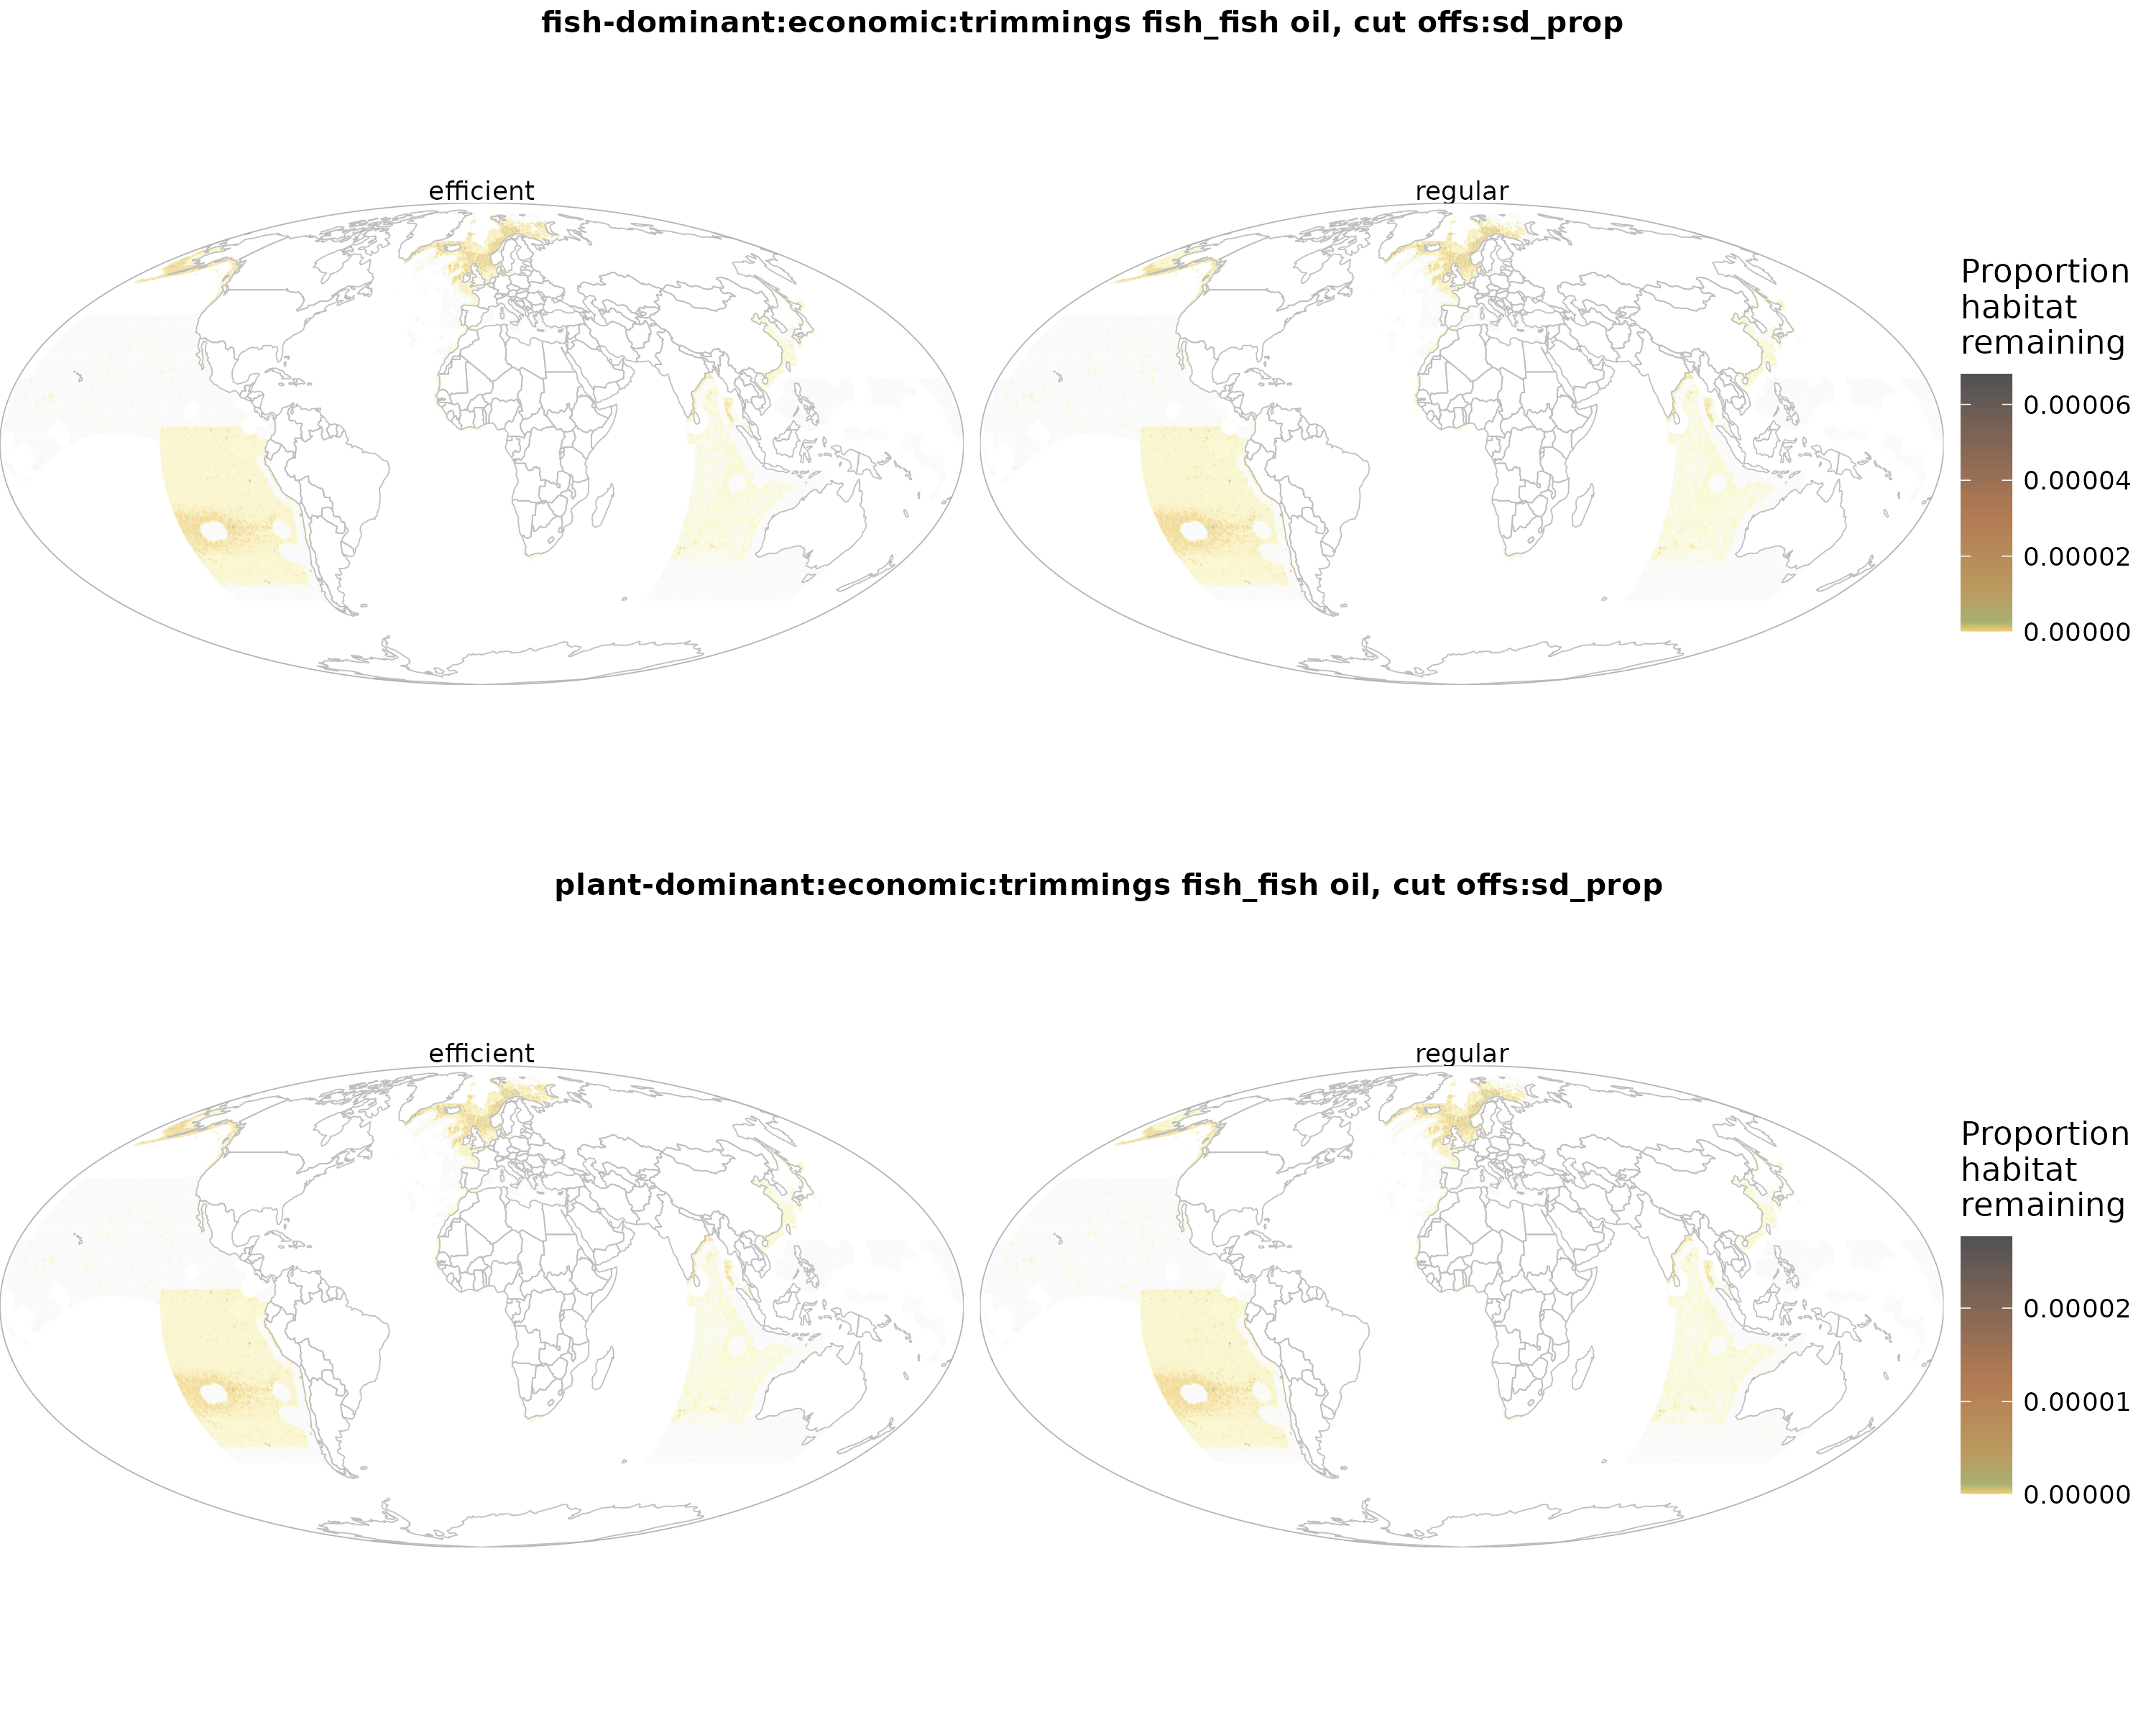 fish-dominant:economic:trimmings fish_fish oil, cut offs:sd_prop
efficient
regular
Proportion
habitat
remaining
0.00006
0.00004
0.00002
0.00000
plant-dominant:economic:trimmings fish_fish oil, cut offs:sd_prop
efficient
regular
Proportion
habitat
remaining
0.00002
0.00001
0.00000